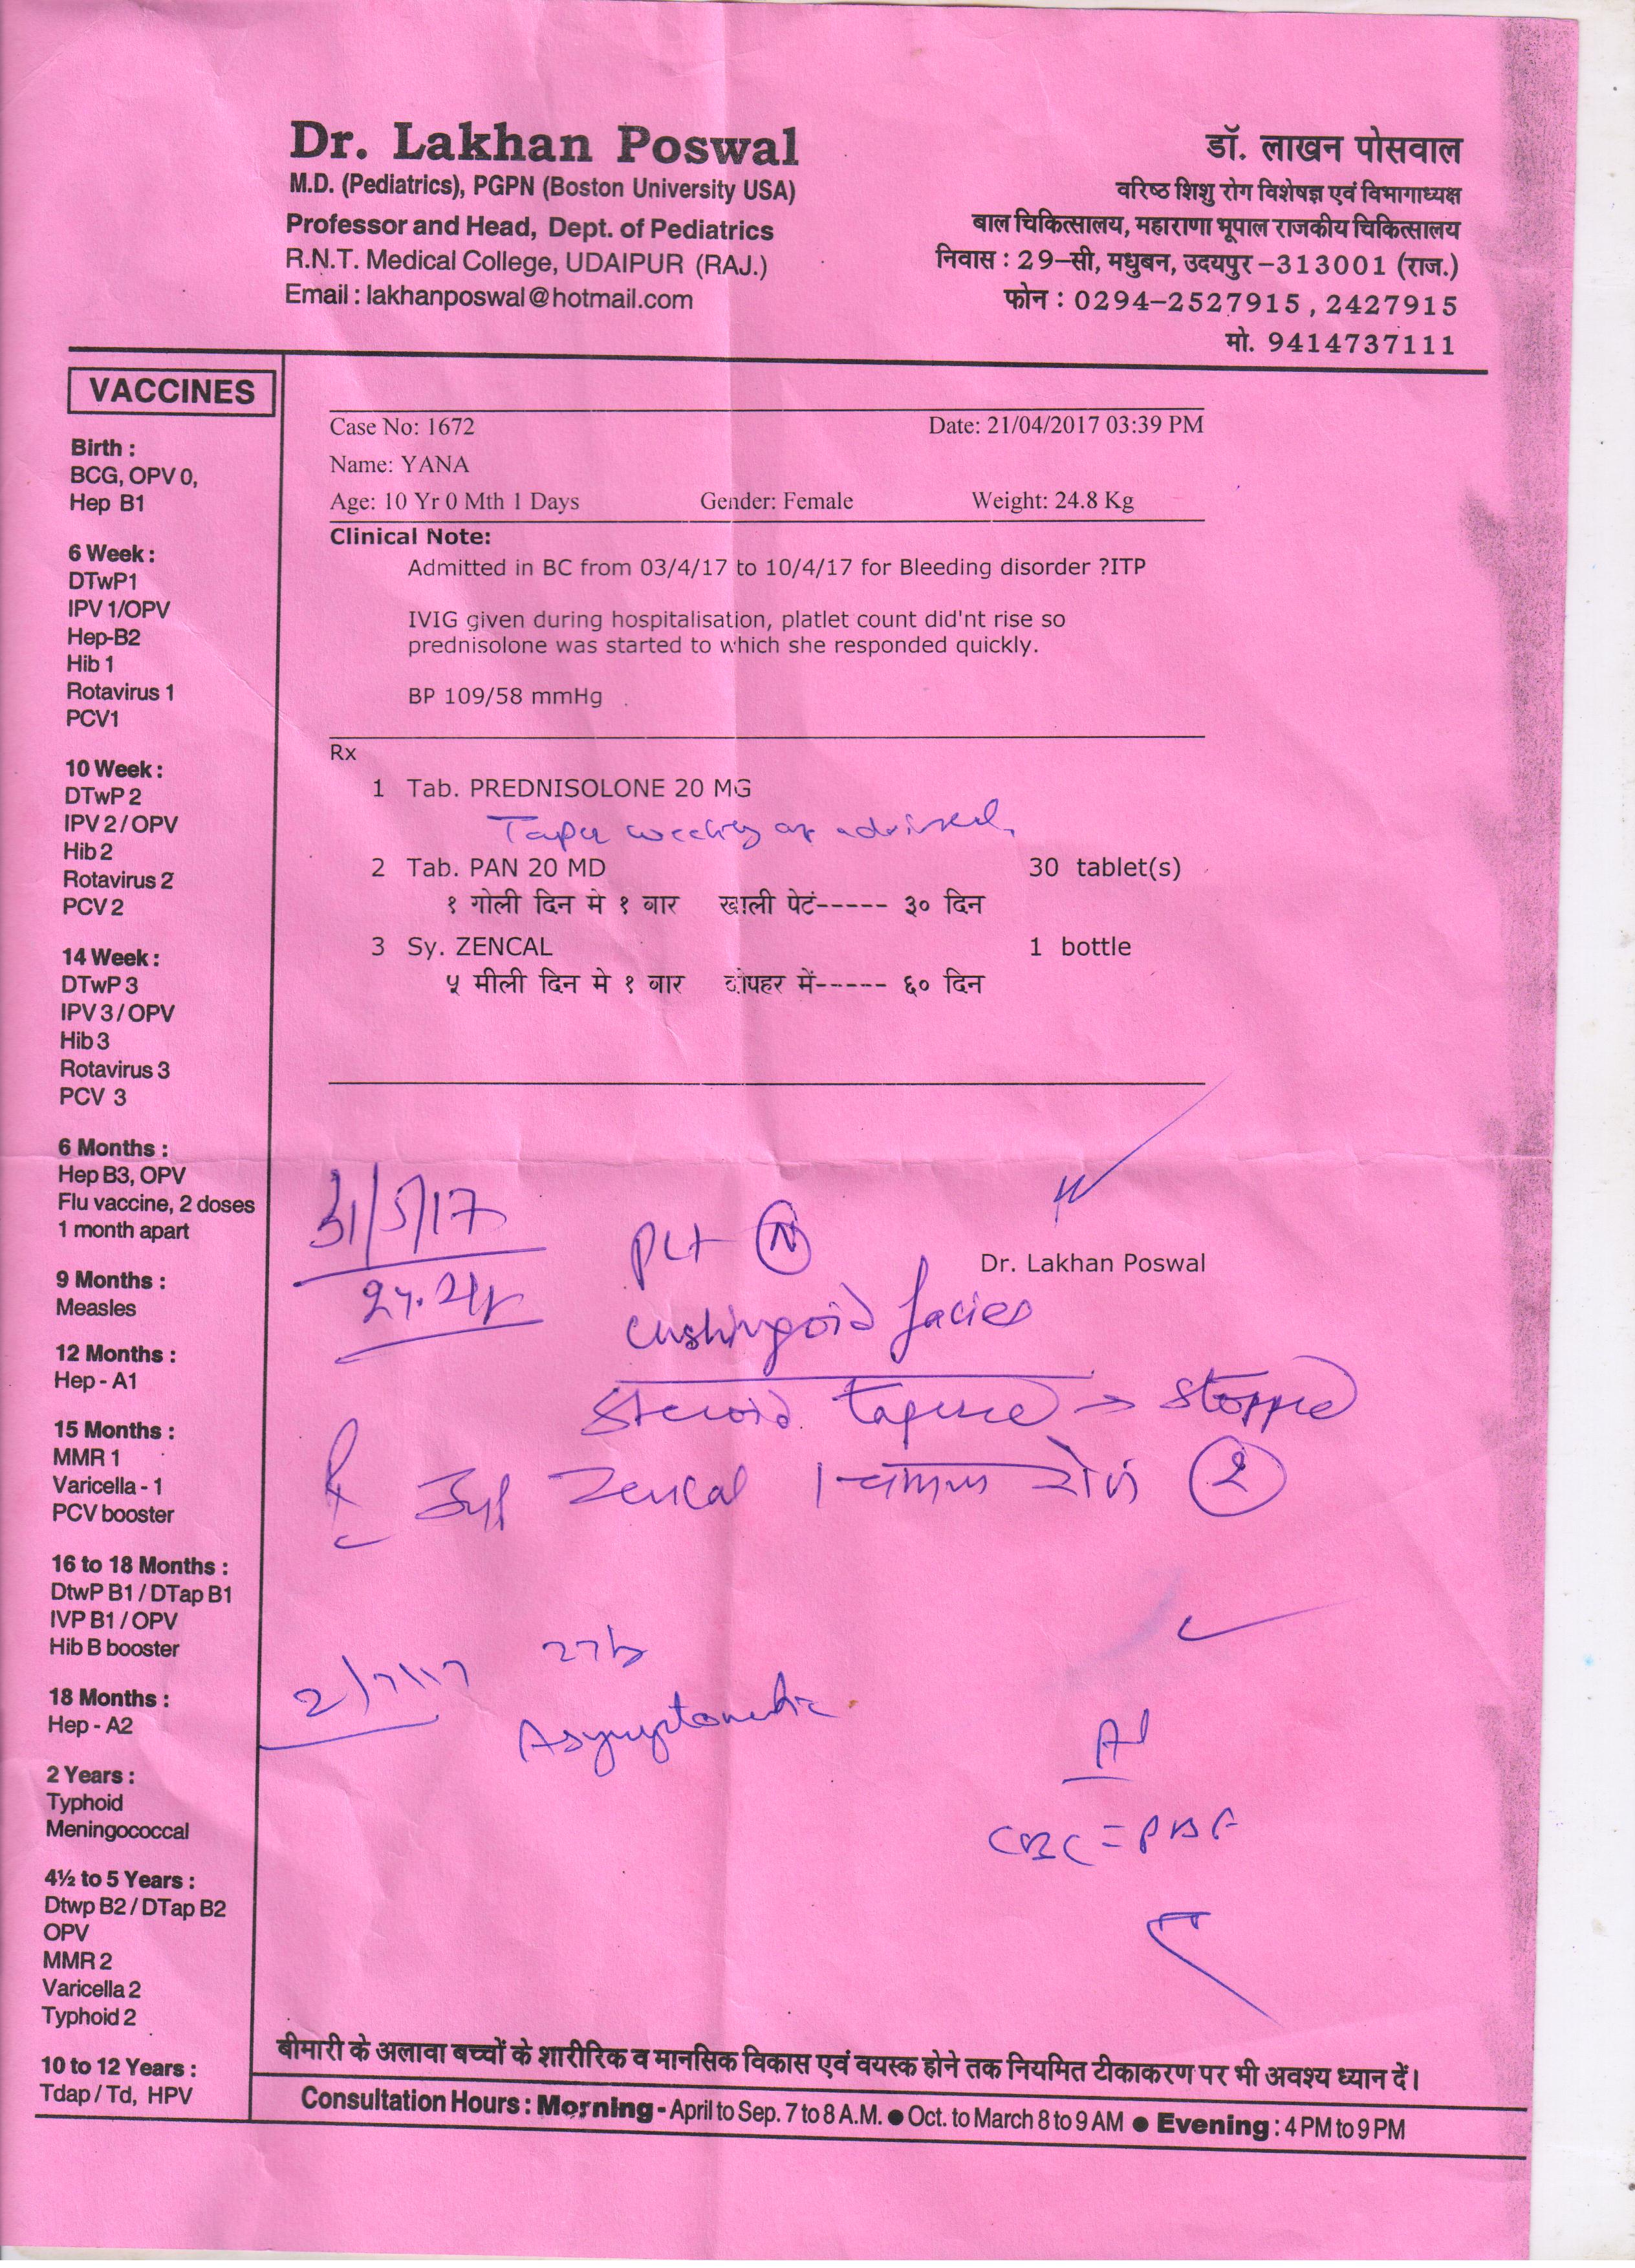 Dr. Lakhan Poswal
M.D. (Pediatrics), PGPN (Boston University USA)
Professor and Head, Dept. of Pediatrics
R.N.T. Medical College, UDAIPUR (RAJ.)
Email : lakhanposwal@hotmail.com
डॉ. लाखन पोसवाल
वरिष्ठ शिशु रोग विशेषज्ञ एवं विभागाध्यक्ष
बाल चिकित्सालय, महाराणा भूपाल राजकीय चिकित्सालय
निवास : 29-सी, मधुबन, उदयपुर-313001 (राज.)
फोन : 0294-2527915, 2427915
मो. 9414737111
VACCINES
Birth :
BCG, OPV 0,
Hep B1
6 Week :
DTwP1
IPV 1/OPV
Hep-B2
Hib 1
Rotavirus 1
PCV1
10 Week :
DTwP 2
IPV 2 / OPV
Hib 2
Rotavirus 2
PCV 2
14 Week :
DTwP 3
IPV 3 / OPV
Hib 3
Rotavirus 3
PCV 3
6 Months :
Hep B3, OPV
Flu vaccine, 2 doses
1 month apart
9 Months :
Measles
12 Months :
Hep - A1
15 Months :
MMR 1
Varicella - 1
PCV booster
16 to 18 Months :
DtwP B1 / DTap B1
IVP B1 / OPV
Hib B booster
18 Months :
Hep - A2
2 Years :
Typhoid
Meningococcal
4½ to 5 Years :
Dtwp B2 / DTap B2
OPV
MMR 2
Varicella 2
Typhoid 2
10 to 12 Years :
Tdap / Td, HPV
Case No: 1672 Date: 21/04/2017 03:39 PM
Name: YANA
Age: 10 Yr 0 Mth 1 Days Gender: Female Weight: 24.8 Kg
Clinical Note:
Admitted in BC from 03/4/17 to 10/4/17 for Bleeding disorder ?ITP
IVIG given during hospitalisation, platlet count did'nt rise so
prednisolone was started to which she responded quickly.
BP 109/58 mmHg
Rx
1 Tab. PREDNISOLONE 20 MG
Taper weekly as advised.
2 Tab. PAN 20 MD 30 tablet(s)
१ गोली दिन मे १ बार खाली पेटं----- ३० दिन
3 Sy. ZENCAL 1 bottle
५ मीली दिन मे १ बार दोपहर में----- ६० दिन
31/5/17 Plt N
Dr. Lakhan Poswal
Cushingoid facies
Steroid tapered → Stopped
Rx Syp Zencal 1 चम्मच रोज 2
2/7/17 27 kg
Asymptomatic
CBC = PBF
बीमारी के अलावा बच्चों के शारीरिक व मानसिक विकास एवं वयस्क होने तक नियमित टीकाकरण पर भी अवश्य ध्यान दें।
Consultation Hours : Morning - April to Sep. 7 to 8 A.M. ● Oct. to March 8 to 9 AM ● Evening : 4 PM to 9 PM